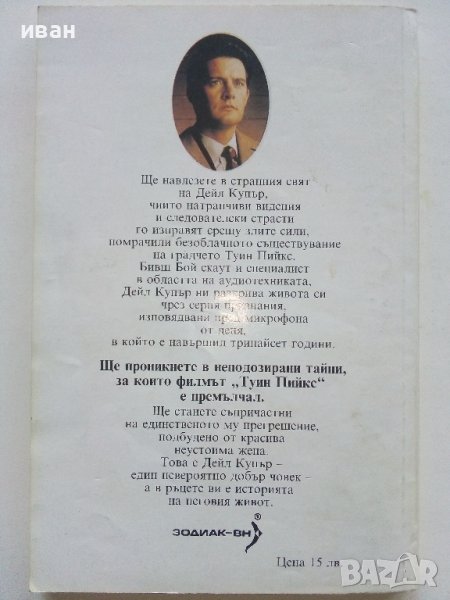 иван
Ще навлезете в странния свят
на Дейл Купър,
чиито натрапчиви видения
и следователски страсти
го изправят срещу злите сили,
помрачили безоблачното съществуване
на градчето Туин Пийкс.
Бивш Бой скаут и специалист
в областта на аудиотехниката,
Дейл Купър ни разкрива живота си
чрез серия признания,
изповядвани пред микрофона
от деня,
в който е навършил тринайсет години.
Ще проникнете в неподозирани тайни,
за които филмът „Туин Пийкс“
е премълчал.
Ще станете съпричастни
на единственото му прегрешение,
подбудено от красива
неустоима жена.
Това е Дейл Купър –
един невероятно добър човек –
а в ръцете ви е историята
на неговия живот.
ЗОДИАК-ВН ®
Цена 15 лв.
BAZAR
.bg